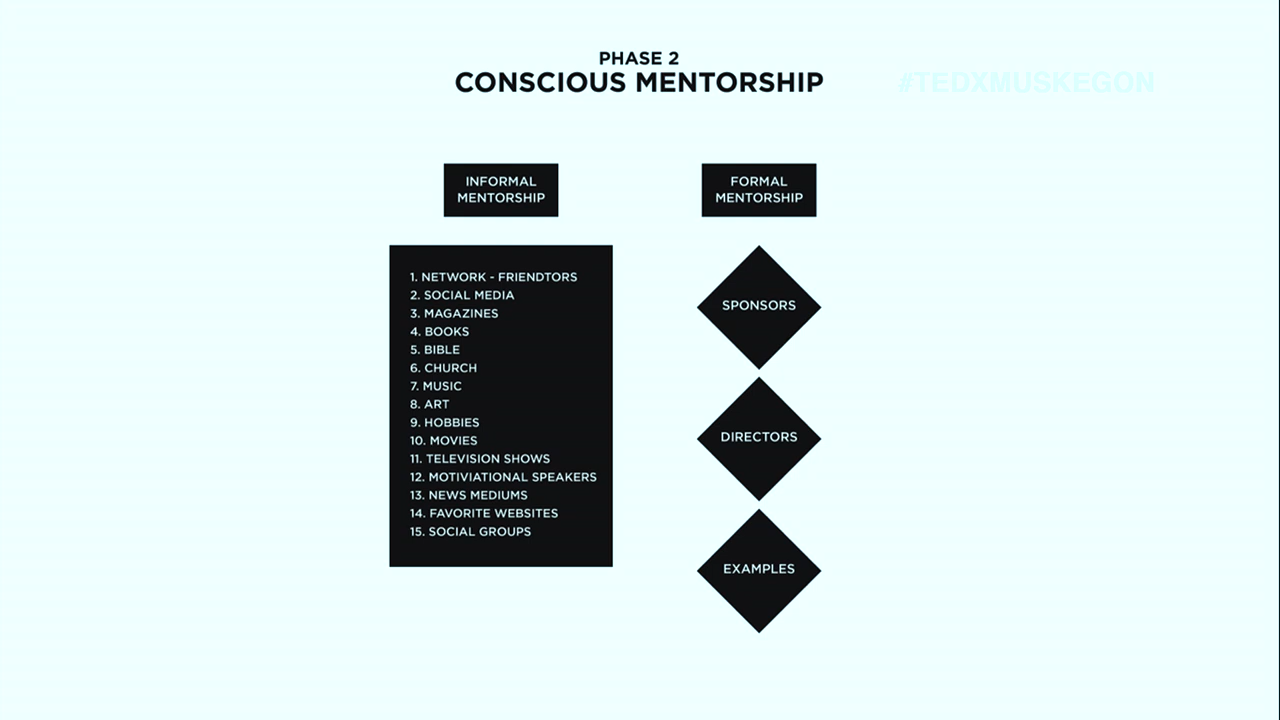 PHASE 2
CONSCIOUS MENTORSHIP
#TEDXMUSKEGON
INFORMAL
MENTORSHIP
1. NETWORK - FRIENDTORS
2. SOCIAL MEDIA
3. MAGAZINES
4. BOOKS
5. BIBLE
6. CHURCH
7. MUSIC
8. ART
9. HOBBIES
10. MOVIES
11. TELEVISION SHOWS
12. MOTIVIATIONAL SPEAKERS
13. NEWS MEDIUMS
14. FAVORITE WEBSITES
15. SOCIAL GROUPS
FORMAL
MENTORSHIP
SPONSORS
DIRECTORS
EXAMPLES